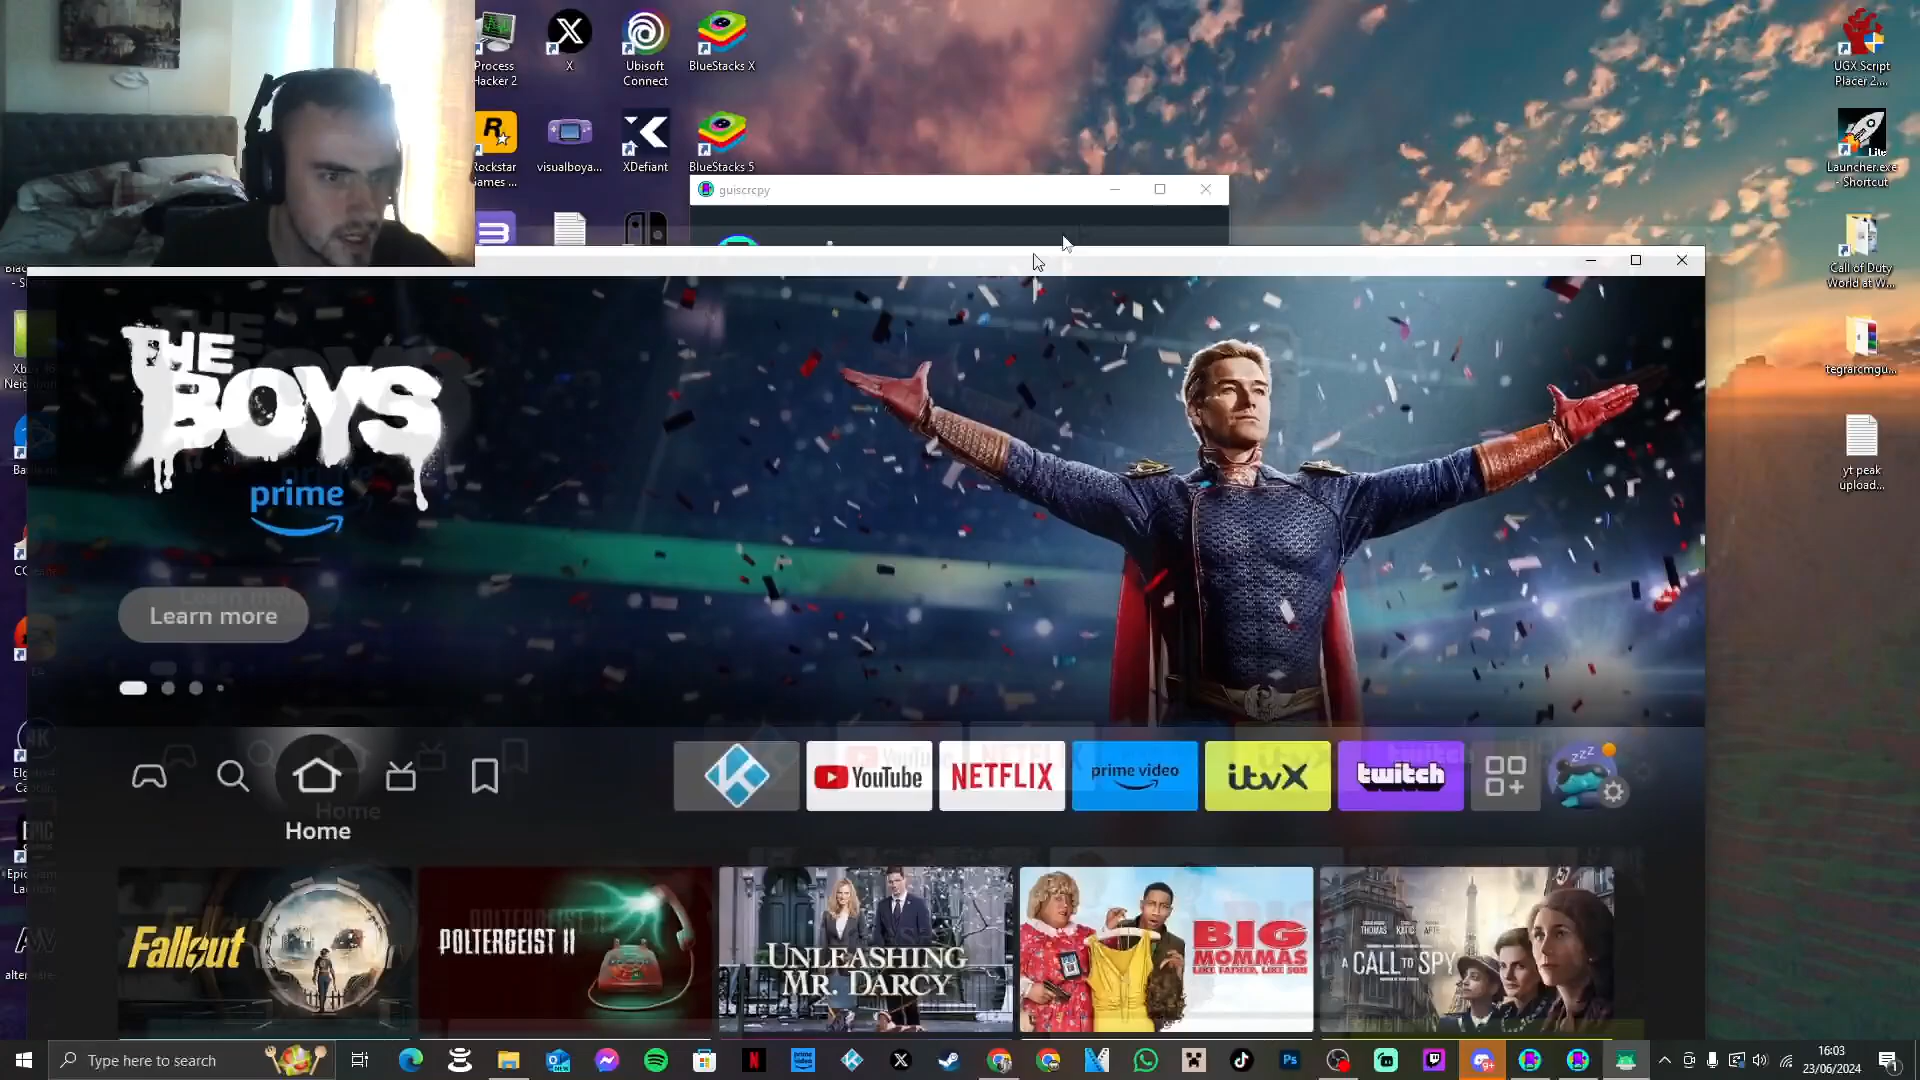 Process
Hacker 2
X
Ubisoft
Connect
BlueStacks X
Rockstar
Games ...
visualboya...
XDefiant
BlueStacks 5
UGX Script
Placer 2....
Lite
Launcher.exe
- Shortcut
Call of Duty
World at W...
tegrarcmgu...
yt peak
upload...
guiscrcpy
THE
BOYS
prime
Learn more
Home
YouTube
NETFLIX
prime video
itvX
twitch
zzZ
Fallout
POLTERGEIST II
UNLEASHING
MR. DARCY
BIG
MOMMAS
LIKE FATHER, LIKE SON
A CALL TO SPY
Type here to search
16:03
23/06/2024